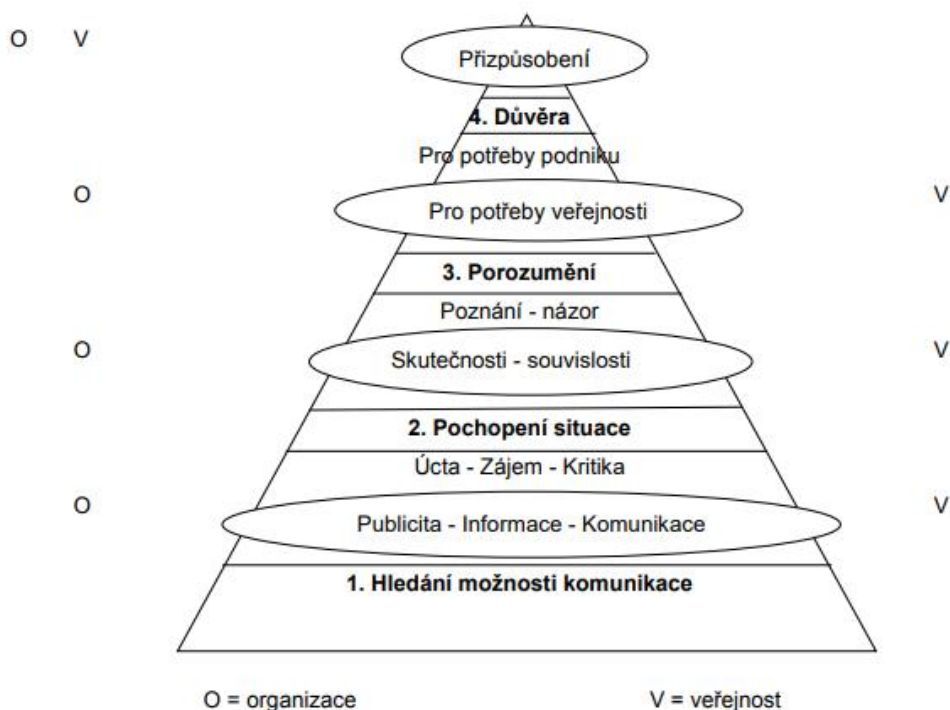 O V Přizpůsobení
4. Důvěra
Pro potřeby podniku
O Pro potřeby veřejnosti V
3. Porozumění
Poznání - názor
O Skutečnosti - souvislosti V
2. Pochopení situace
Úcta - Zájem - Kritika
O Publicita - Informace - Komunikace V
1. Hledání možnosti komunikace
O = organizace V = veřejnost